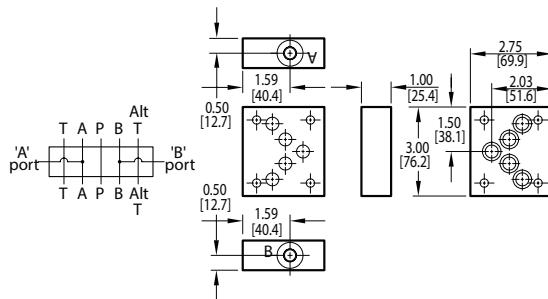 A
1.59
[40.4]
0.50
[12.7]
1.00
[25.4]
2.75
[69.9]
2.03
[51.6]
1.50
[38.1]
3.00
[76.2]
Alt
T A P B T
'A'
port
'B'
port
T A P B Alt
T
0.50
[12.7]
1.59
[40.4]
B